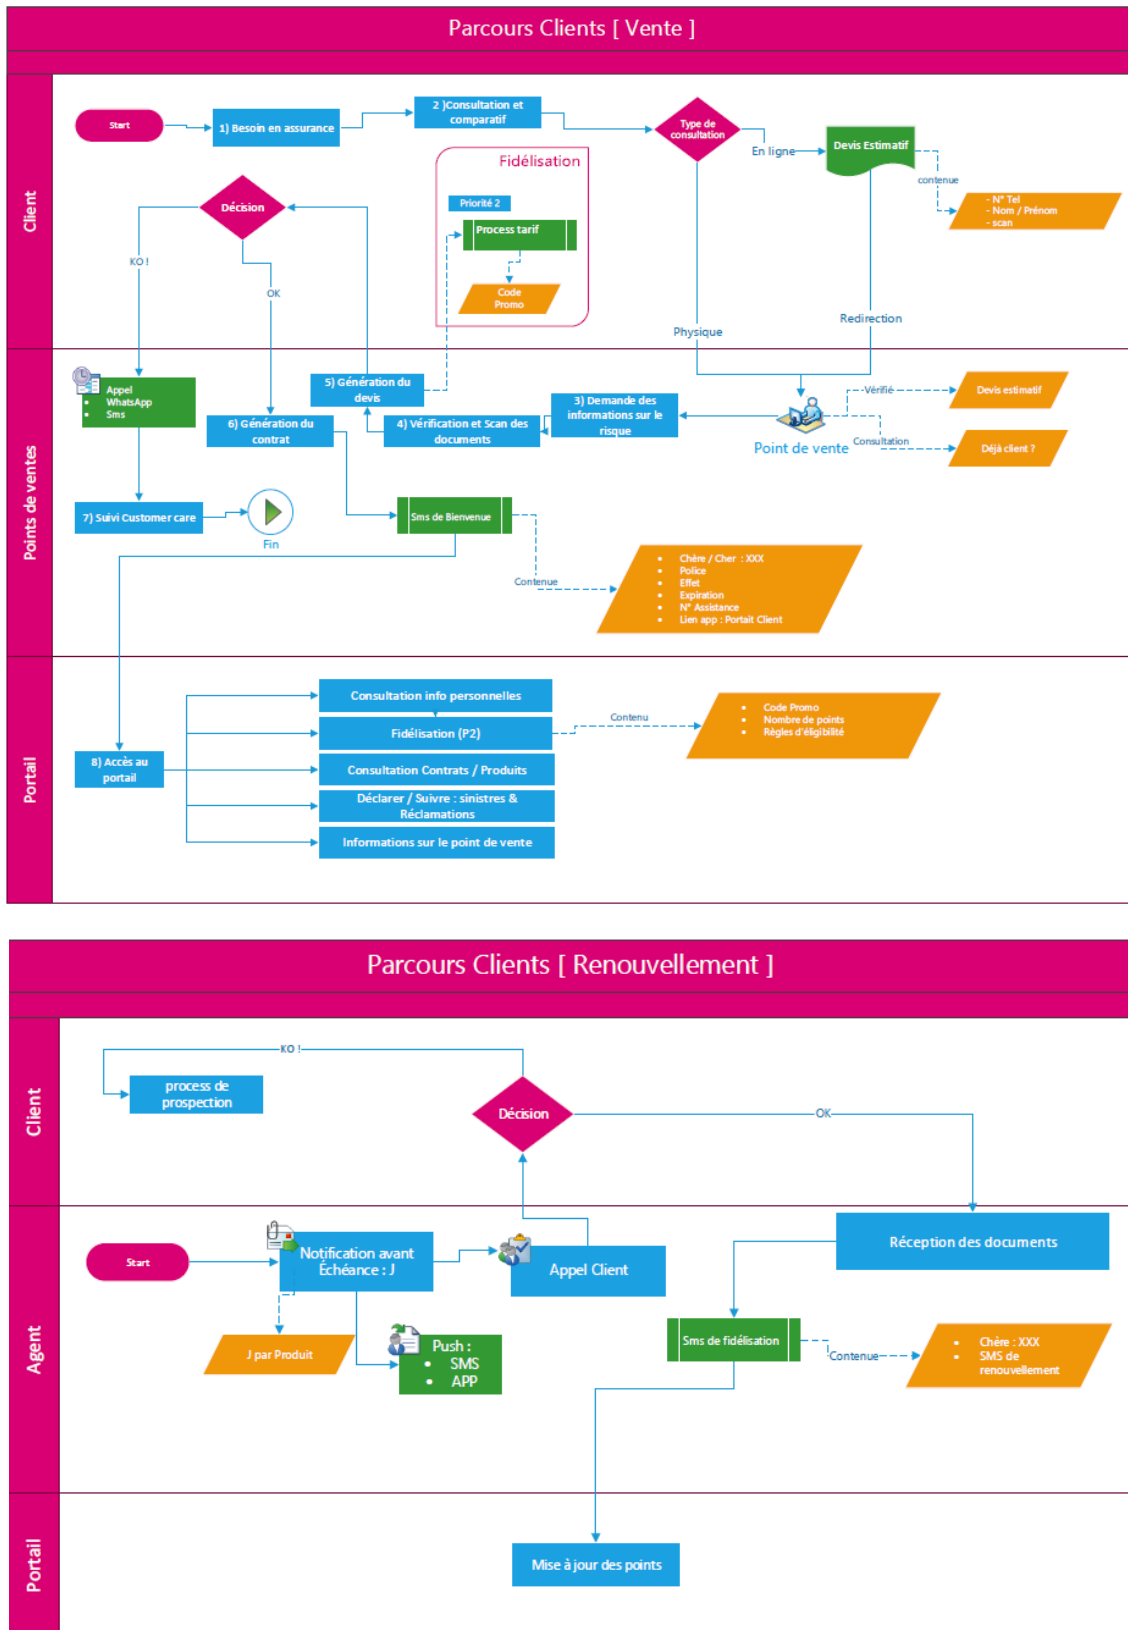 Parcours Clients [ Vente ]
Client
Start
1) Besoin en assurance
2 )Consultation et
comparatif
Type de
consultation
En ligne
Devis Estimatif
contenue
- N° Tel
- Nom / Prénom
- scan
Fidélisation
Priorité 2
Process tarif
Code
Promo
Décision
KO !
OK
Physique
Redirection
Points de ventes
Appel
• WhatsApp
• Sms
5) Génération du
devis
6) Génération du
contrat
4) Vérification et Scan des
documents
3) Demande des
informations sur le
risque
Point de vente
Vérifié
Devis estimatif
Consultation
Déjà client ?
7) Suivi Customer care
Fin
Sms de Bienvenue
Contenue
• Chère / Cher : XXX
• Police
• Effet
• Expiration
• N° Assistance
• Lien app : Portait Client
Portail
8) Accès au
portail
Consultation info personnelles
Fidélisation (P2)
Consultation Contrats / Produits
Déclarer / Suivre : sinistres &
Réclamations
Informations sur le point de vente
Contenu
• Code Promo
• Nombre de points
• Règles d'éligibilité
Parcours Clients [ Renouvellement ]
Client
KO !
process de
prospection
Décision
OK
Agent
Start
Notification avant
Échéance : J
Appel Client
Réception des documents
J par Produit
Push :
• SMS
• APP
Sms de fidélisation
Contenue
• Chère : XXX
• SMS de
renouvellement
Portail
Mise à jour des points